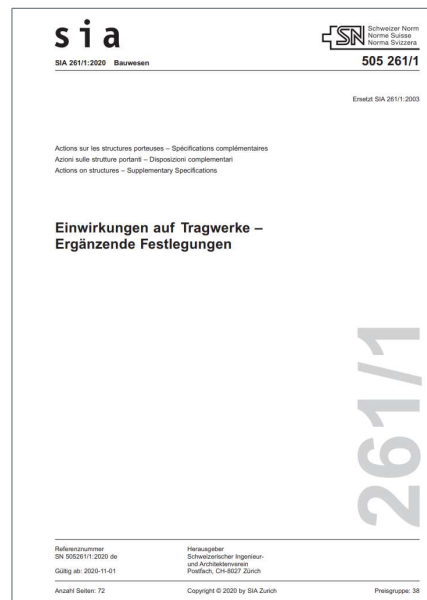 sia
SIA 261/1:2020 Bauwesen
SN
Schweizer Norm
Norme Suisse
Norma Svizzera
505 261/1
Ersetzt SIA 261/1:2003
Actions sur les structures porteuses – Spécifications complémentaires
Azioni sulle strutture portanti – Disposizioni complementari
Actions on structures – Supplementary Specifications
Einwirkungen auf Tragwerke –
Ergänzende Festlegungen
261/1
Referenznummer
SN 505261/1:2020 de
Gültig ab: 2020-11-01
Herausgeber
Schweizerischer Ingenieur-
und Architektenverein
Postfach, CH-8027 Zürich
Anzahl Seiten: 72
Copyright © 2020 by SIA Zurich
Preisgruppe: 38